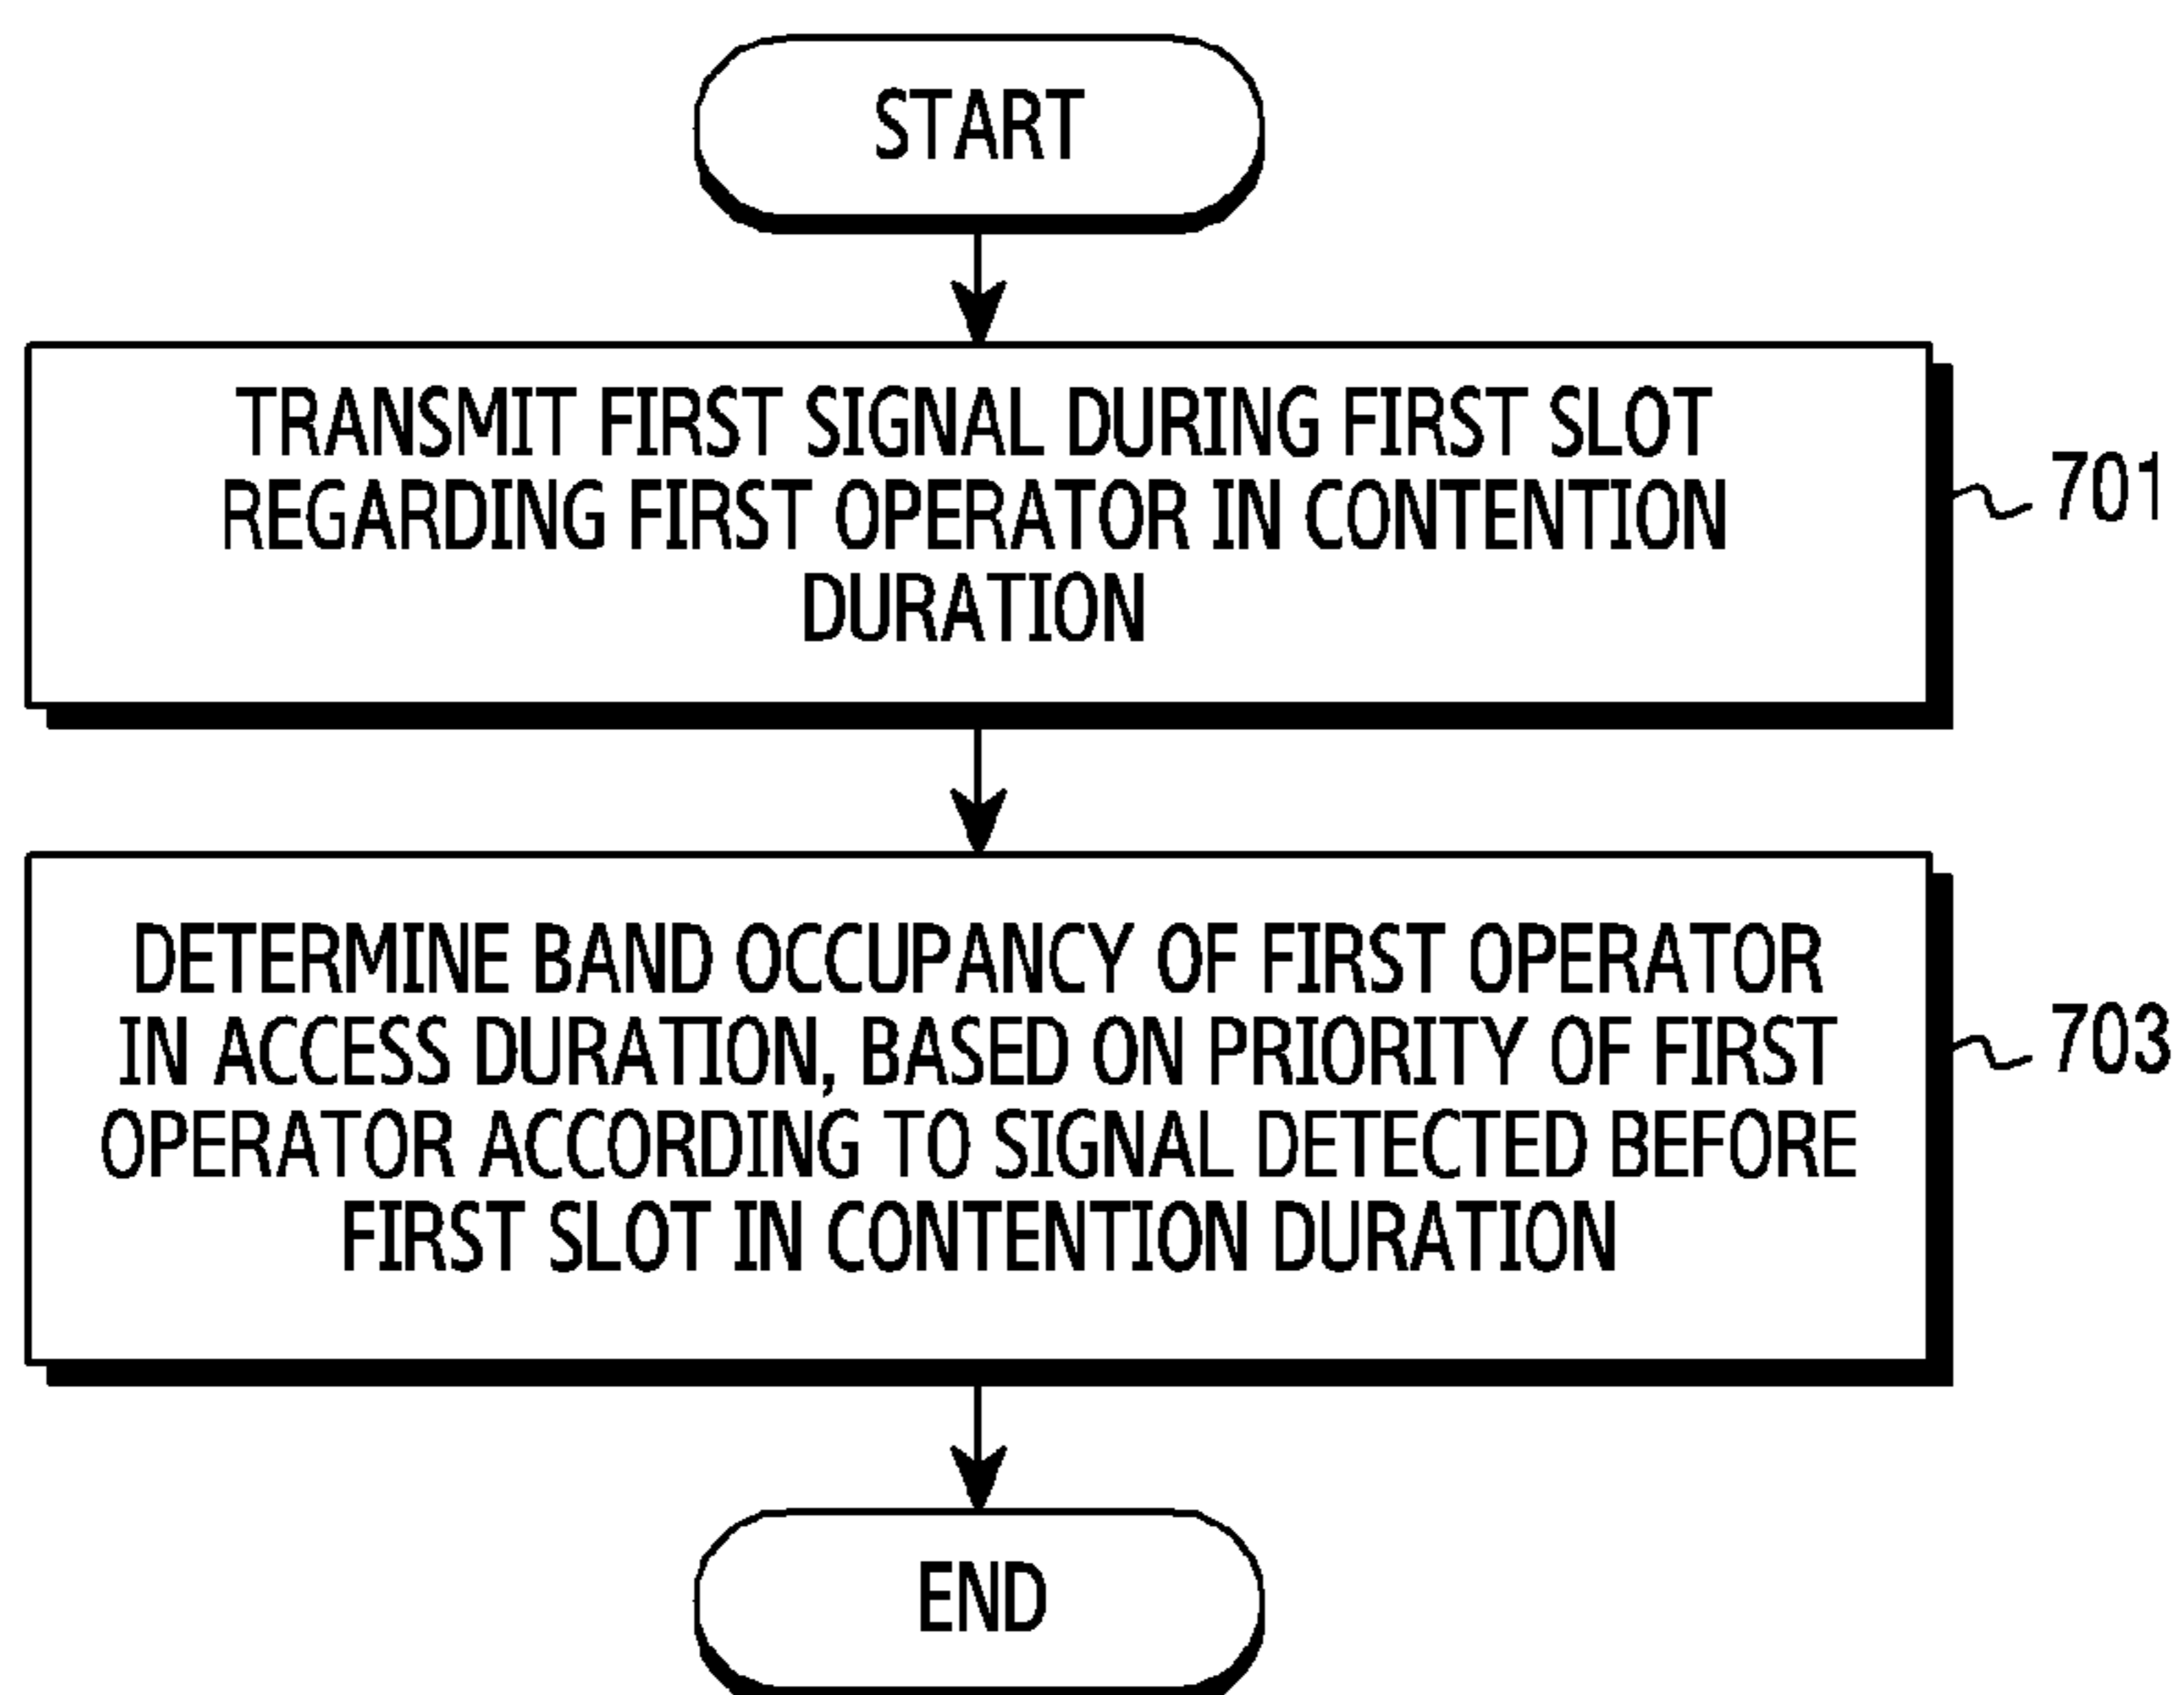 START
TRANSMIT FIRST SIGNAL DURING FIRST SLOT
REGARDING FIRST OPERATOR IN CONTENTION
DURATION
701
DETERMINE BAND OCCUPANCY OF FIRST OPERATOR
IN ACCESS DURATION, BASED ON PRIORITY OF FIRST
OPERATOR ACCORDING TO SIGNAL DETECTED BEFORE
FIRST SLOT IN CONTENTION DURATION
703
END